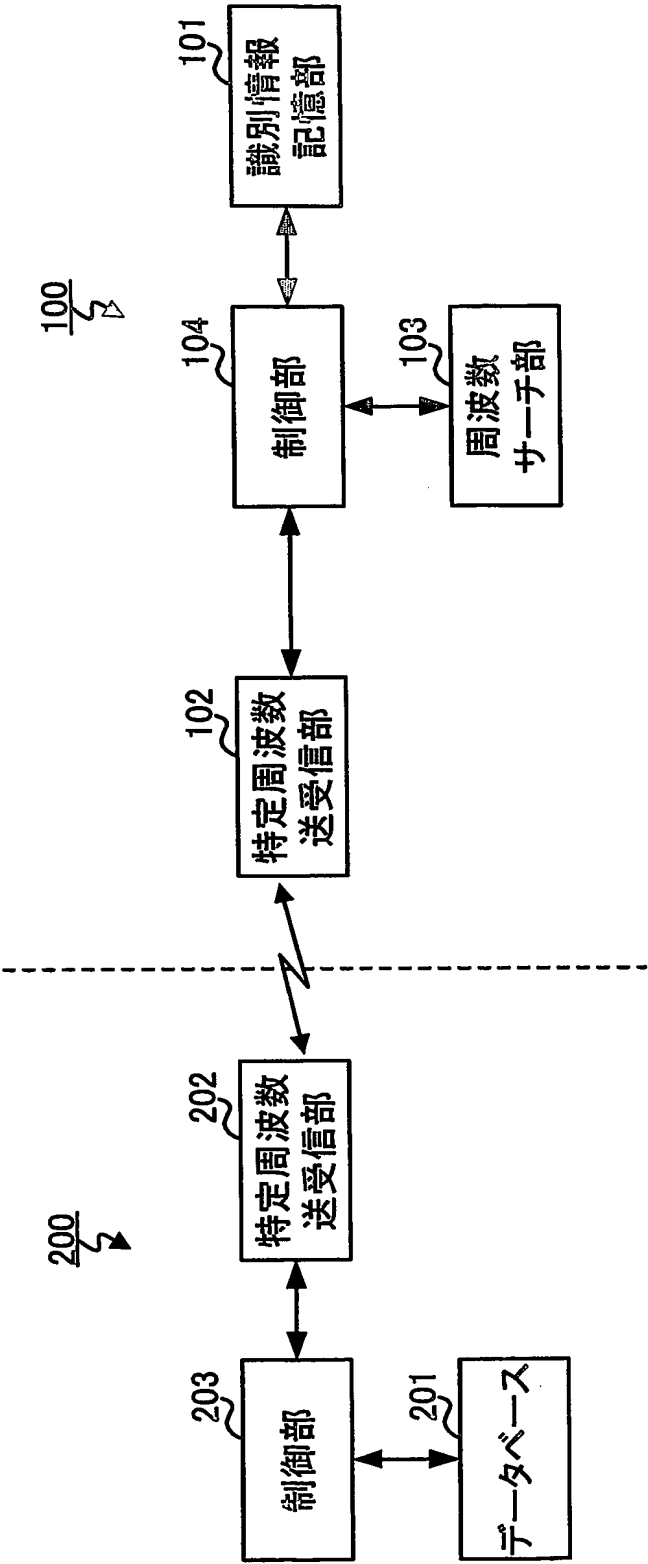 200
100
203
制御部
201
データベース
202
特定周波数
送受信部
102
特定周波数
送受信部
104
制御部
103
周波数
サーチ部
101
識別情報
記憶部